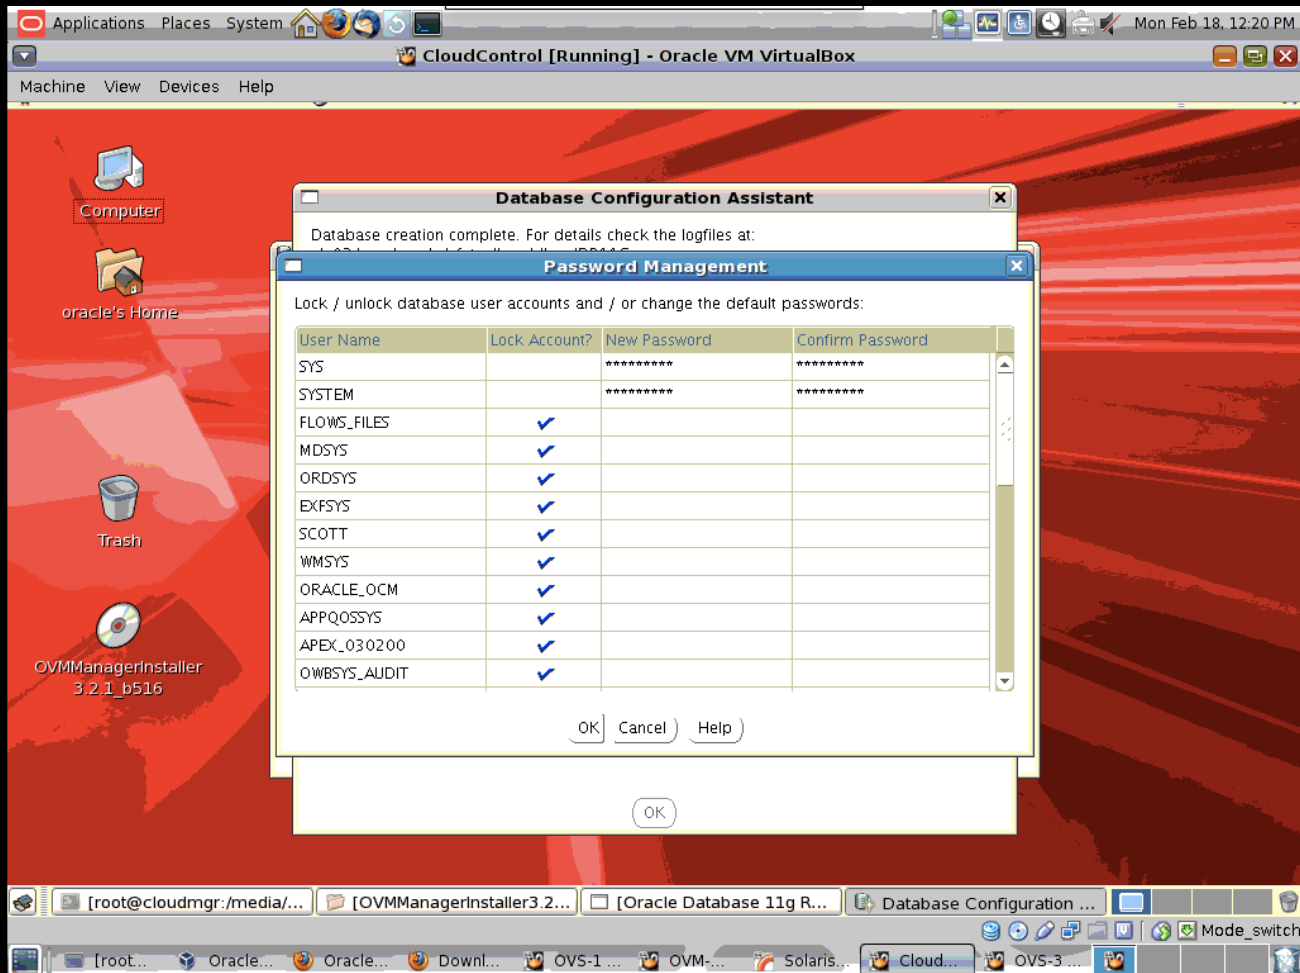 Applications Places System
Mon Feb 18, 12:20 PM
CloudControl [Running] - Oracle VM VirtualBox
Machine View Devices Help
Computer
oracle's Home
Trash
OVMManagerInstaller
3.2.1_b516
Database Configuration Assistant
Database creation complete. For details check the logfiles at:
Password Management
Lock / unlock database user accounts and / or change the default passwords:
User Name Lock Account? New Password Confirm Password
SYS ********* *********
SYSTEM ********* *********
FLOWS_FILES
MDSYS
ORDSYS
EXFSYS
SCOTT
WMSYS
ORACLE_OCM
APPQOSSYS
APEX_030200
OWBSYS_AUDIT
OK Cancel Help
OK
[root@cloudmgr:/media/... [OVMManagerInstaller3.2... [Oracle Database 11g R... Database Configuration ...
Mode_switch
[root... Oracle... Oracle... Downl... OVS-1 ... OVM-... Solaris... Cloud... OVS-3 ...